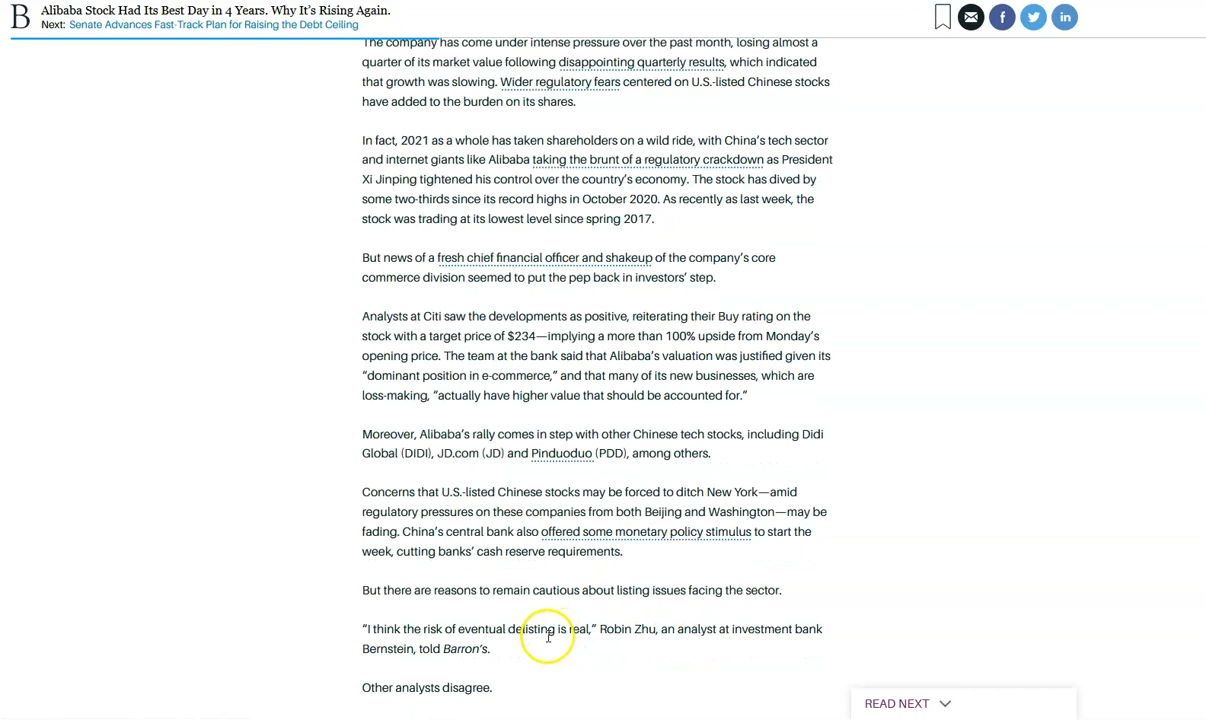 B
Alibaba Stock Had Its Best Day in 4 Years. Why It’s Rising Again.
Next: Senate Advances Fast-Track Plan for Raising the Debt Ceiling
f
in
The company has come under intense pressure over the past month, losing almost a
quarter of its market value following disappointing quarterly results, which indicated
that growth was slowing. Wider regulatory fears centered on U.S.-listed Chinese stocks
have added to the burden on its shares.
In fact, 2021 as a whole has taken shareholders on a wild ride, with China’s tech sector
and internet giants like Alibaba taking the brunt of a regulatory crackdown as President
Xi Jinping tightened his control over the country’s economy. The stock has dived by
some two-thirds since its record highs in October 2020. As recently as last week, the
stock was trading at its lowest level since spring 2017.
But news of a fresh chief financial officer and shakeup of the company’s core
commerce division seemed to put the pep back in investors’ step.
Analysts at Citi saw the developments as positive, reiterating their Buy rating on the
stock with a target price of $234—implying a more than 100% upside from Monday’s
opening price. The team at the bank said that Alibaba’s valuation was justified given its
“dominant position in e-commerce,” and that many of its new businesses, which are
loss-making, “actually have higher value that should be accounted for.”
Moreover, Alibaba’s rally comes in step with other Chinese tech stocks, including Didi
Global (DIDI), JD.com (JD) and Pinduoduo (PDD), among others.
Concerns that U.S.-listed Chinese stocks may be forced to ditch New York—amid
regulatory pressures on these companies from both Beijing and Washington—may be
fading. China’s central bank also offered some monetary policy stimulus to start the
week, cutting banks’ cash reserve requirements.
But there are reasons to remain cautious about listing issues facing the sector.
“I think the risk of eventual delisting is real,” Robin Zhu, an analyst at investment bank
Bernstein, told Barron’s.
Other analysts disagree.
READ NEXT